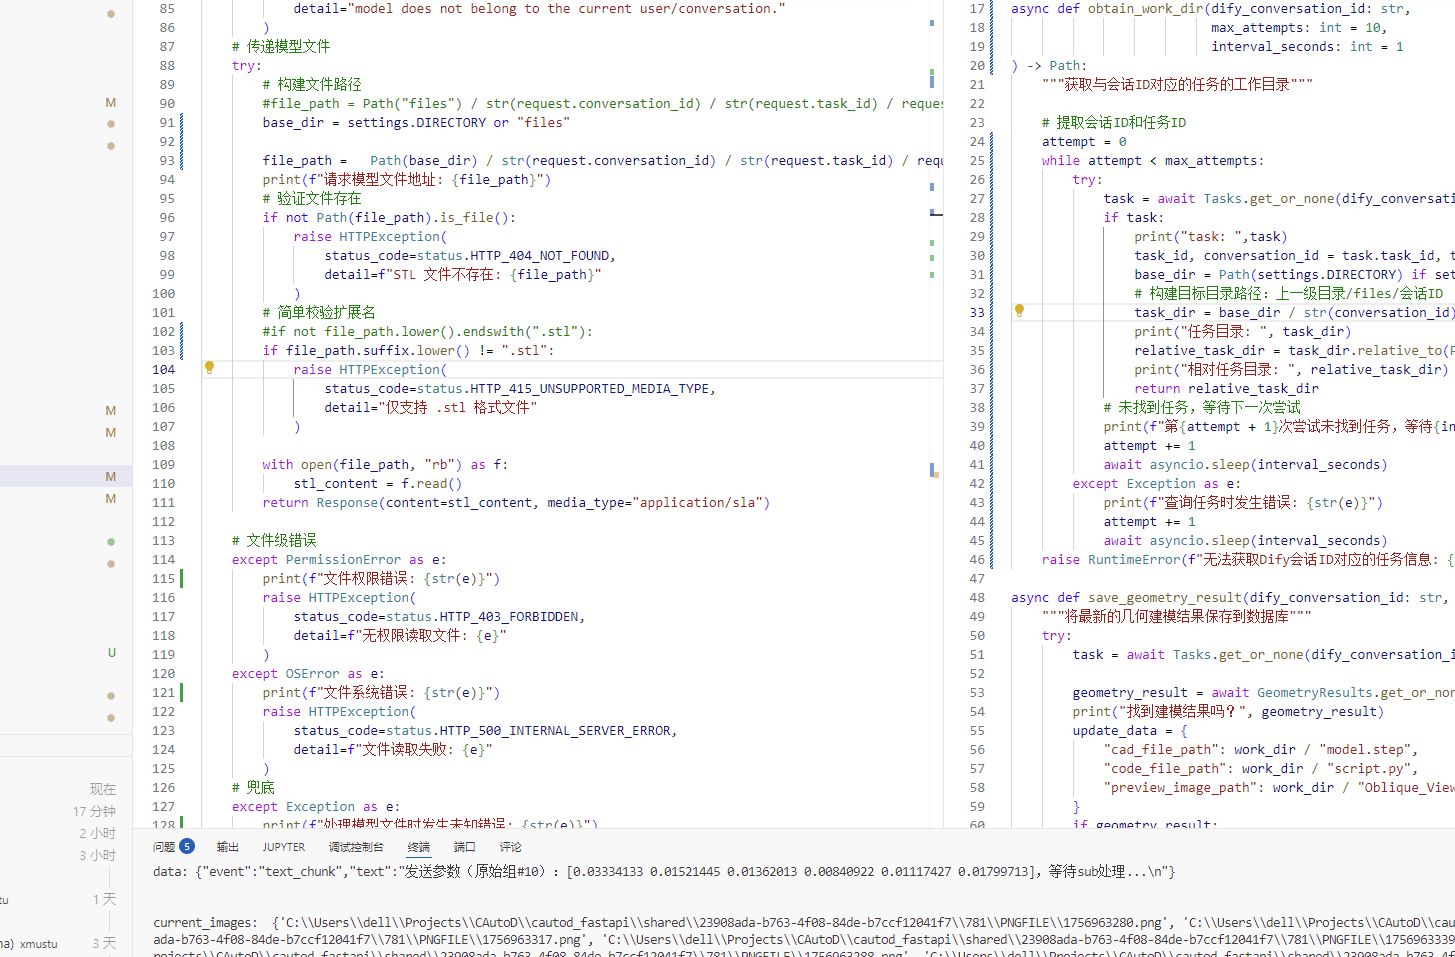 M
M
M
M
M
U
现在
17 分钟
2 小时
3 小时
tu
1 天
na) xmustu
3 天
85 detail="model does not belong to the current user/conversation."
86 )
87 # 传递模型文件
88 try:
89 # 构建文件路径
90 #file_path = Path("files") / str(request.conversation_id) / str(request.task_id) / reque
91 base_dir = settings.DIRECTORY or "files"
92
93 file_path =   Path(base_dir) / str(request.conversation_id) / str(request.task_id) / requ
94 print(f"请求模型文件地址: {file_path}")
95 # 验证文件存在
96 if not Path(file_path).is_file():
97 raise HTTPException(
98 status_code=status.HTTP_404_NOT_FOUND,
99 detail=f"STL 文件不存在: {file_path}"
100 )
101 # 简单校验扩展名
102 #if not file_path.lower().endswith(".stl"):
103 if file_path.suffix.lower() != ".stl":
104 raise HTTPException(
105 status_code=status.HTTP_415_UNSUPPORTED_MEDIA_TYPE,
106 detail="仅支持 .stl 格式文件"
107 )
108
109 with open(file_path, "rb") as f:
110 stl_content = f.read()
111 return Response(content=stl_content, media_type="application/sla")
112
113 # 文件级错误
114 except PermissionError as e:
115 print(f"文件权限错误: {str(e)}")
116 raise HTTPException(
117 status_code=status.HTTP_403_FORBIDDEN,
118 detail=f"无权限读取文件: {e}"
119 )
120 except OSError as e:
121 print(f"文件系统错误: {str(e)}")
122 raise HTTPException(
123 status_code=status.HTTP_500_INTERNAL_SERVER_ERROR,
124 detail=f"文件读取失败: {e}"
125 )
126 # 兜底
127 except Exception as e:
128 print(f"处理模型文件时发生未知错误: {str(e)}")
17 async def obtain_work_dir(dify_conversation_id: str,
18 max_attempts: int = 10,
19 interval_seconds: int = 1
20 ) -> Path:
21 """获取与会话ID对应的任务的工作目录"""
22
23 # 提取会话ID和任务ID
24 attempt = 0
25 while attempt < max_attempts:
26 try:
27 task = await Tasks.get_or_none(dify_conversati
28 if task:
29 print("task: ",task)
30 task_id, conversation_id = task.task_id, t
31 base_dir = Path(settings.DIRECTORY) if set
32 # 构建目标目录路径: 上一级目录/files/会话ID
33 task_dir = base_dir / str(conversation_id)
34 print("任务目录: ", task_dir)
35 relative_task_dir = task_dir.relative_to(P
36 print("相对任务目录: ", relative_task_dir)
37 return relative_task_dir
38 # 未找到任务，等待下一次尝试
39 print(f"第{attempt + 1}次尝试未找到任务，等待{in
40 attempt += 1
41 await asyncio.sleep(interval_seconds)
42 except Exception as e:
43 print(f"查询任务时发生错误: {str(e)}")
44 attempt += 1
45 await asyncio.sleep(interval_seconds)
46 raise RuntimeError(f"无法获取Dify会话ID对应的任务信息: {
47
48 async def save_geometry_result(dify_conversation_id: str,
49 """将最新的几何建模结果保存到数据库"""
50 try:
51 task = await Tasks.get_or_none(dify_conversation_i
52
53 geometry_result = await GeometryResults.get_or_non
54 print("找到建模结果吗？", geometry_result)
55 update_data = {
56 "cad_file_path": work_dir / "model.step",
57 "code_file_path": work_dir / "script.py",
58 "preview_image_path": work_dir / "Oblique_View
59 }
60 if geometry_result:
问题 5 输出 JUPYTER 调试控制台 终端 端口 评论
data: {"event":"text_chunk","text":"发送参数（原始组#10）: [0.03334133 0.01521445 0.01362013 0.00840922 0.01117427 0.01799713]，等待sub处理...\n"}
current_images:  {'C:\\Users\\dell\\Projects\\CAutoD\\cautod_fastapi\\shared\\23908ada-b763-4f08-84de-b7ccf12041f7\\781\\PNGFILE\\1756963280.png', 'C:\\Users\\dell\\Projects\\CAutoD\\cau
ada-b763-4f08-84de-b7ccf12041f7\\781\\PNGFILE\\1756963317.png', 'C:\\Users\\dell\\Projects\\CAutoD\\cautod_fastapi\\shared\\23908ada-b763-4f08-84de-b7ccf12041f7\\781\\PNGFILE\\1756963339
rojects\\CAutoD\\cautod_fastapi\\shared\\23908ada-b763-4f08-84de-b7ccf12041f7\\781\\PNGFILE\\1756963288.png', 'C:\\Users\\dell\\Projects\\CAutoD\\cautod_fastapi\\shared\\23908ada-b763-4f